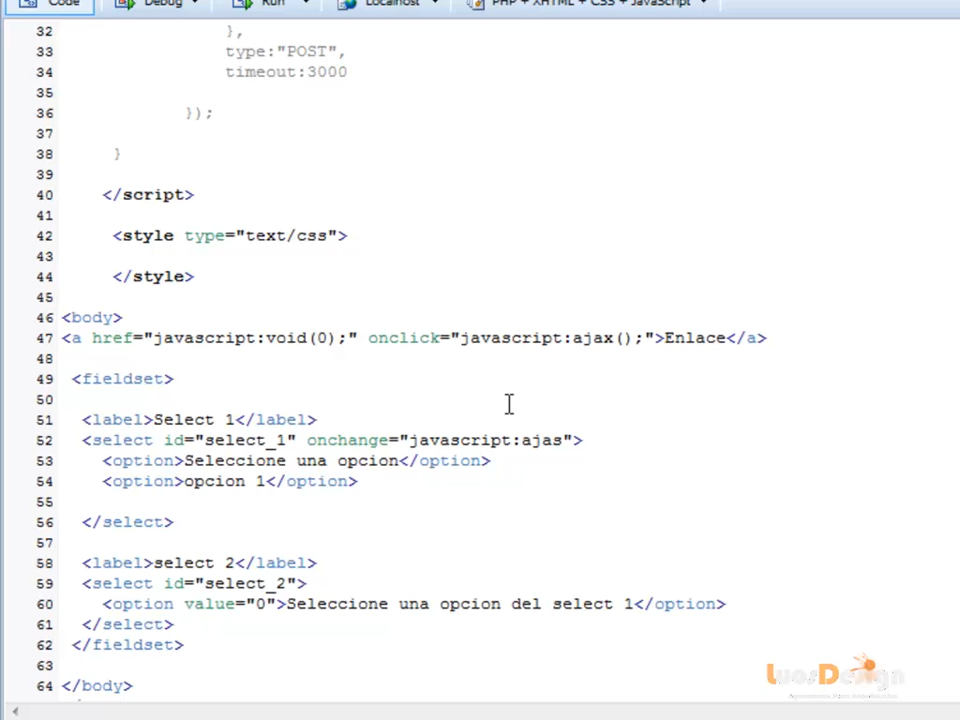 Code Debug Run Localhost PHP + XHTML + CSS + JavaScript
32 },
33 type:"POST",
34 timeout:3000
35
36 });
37
38 }
39
40 </script>
41
42 <style type="text/css">
43
44 </style>
45
46 <body>
47 <a href="javascript:void(0);" onclick="javascript:ajax();">Enlace</a>
48
49 <fieldset>
50
51 <label>Select 1</label>
52 <select id="select_1" onchange="javascript:ajas">
53 <option>Seleccione una opcion</option>
54 <option>opcion 1</option>
55
56 </select>
57
58 <label>select 2</label>
59 <select id="select_2">
60 <option value="0">Seleccione una opcion del select 1</option>
61 </select>
62 </fieldset>
63
64 </body>
LuosDesign